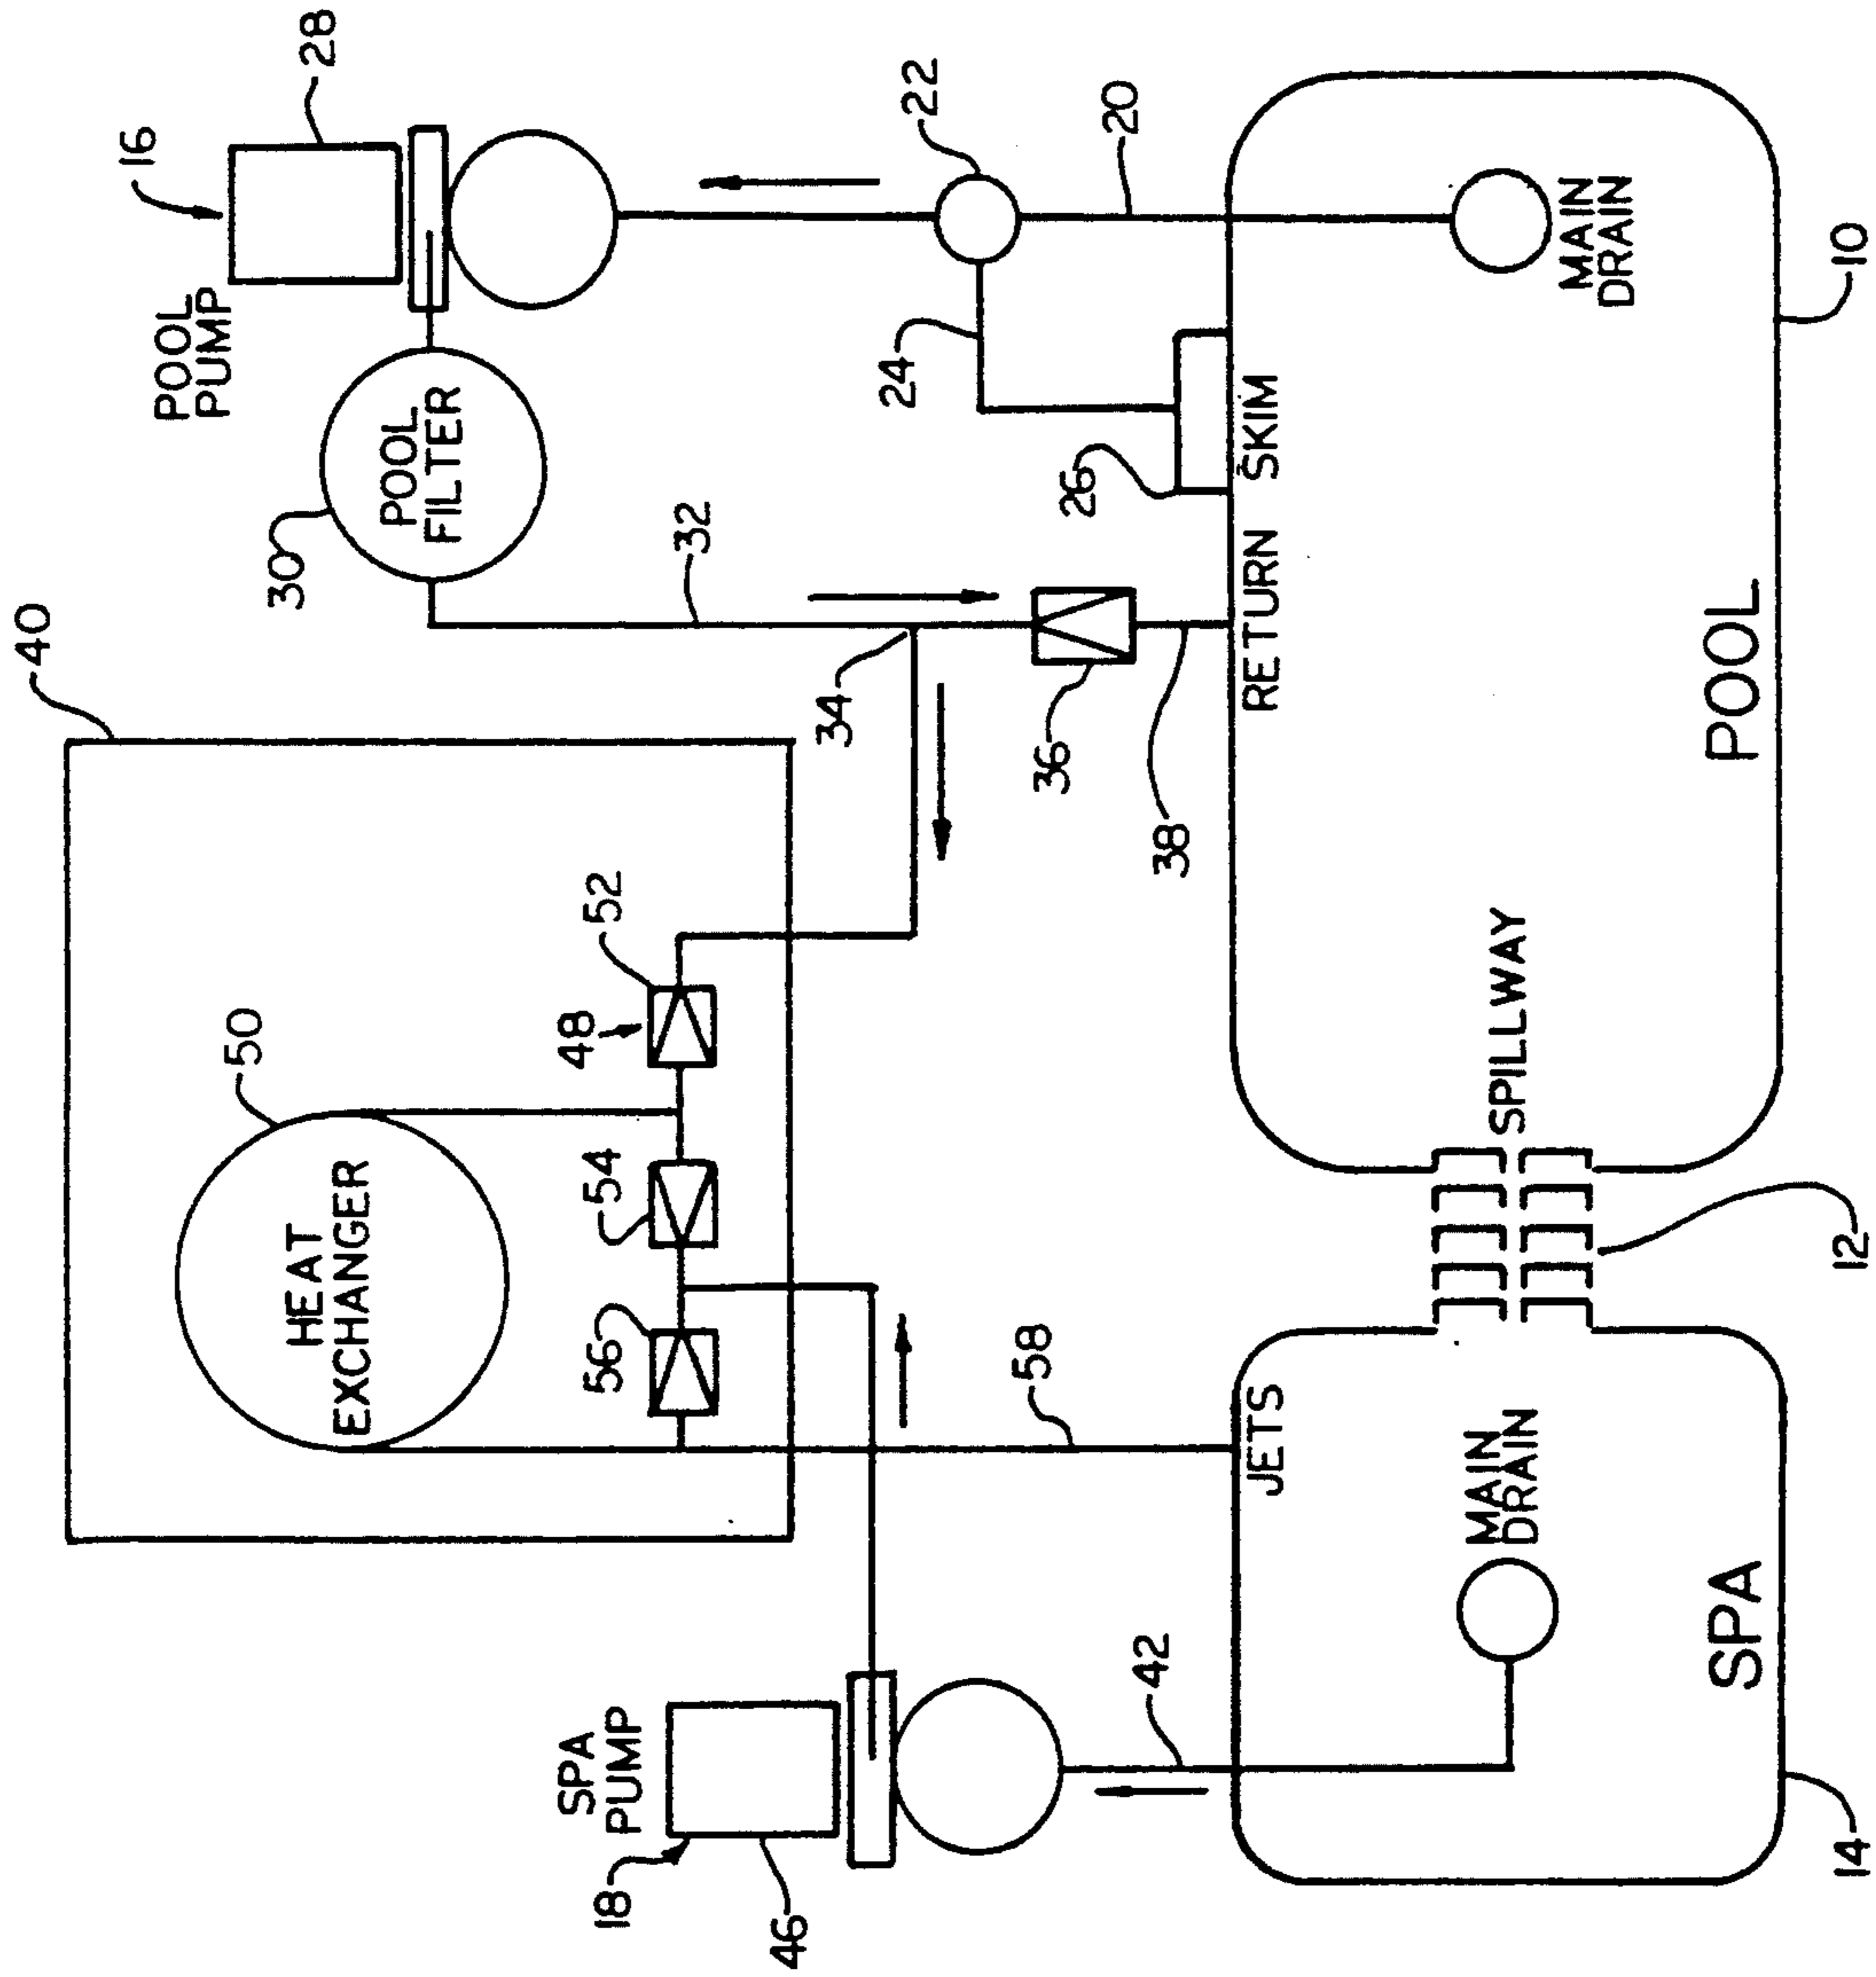 40
16
28
POOL
PUMP
30
POOL
FILTER
22
32
20
24
34
26
36
38
RETURN
SKIM
MAIN
DRAIN
10
POOL
50
HEAT
EXCHANGER
52
48
54
56
SPA
PUMP
18
46
58
42
JETS
MAIN
DRAIN
SPILLWAY
12
SPA
14